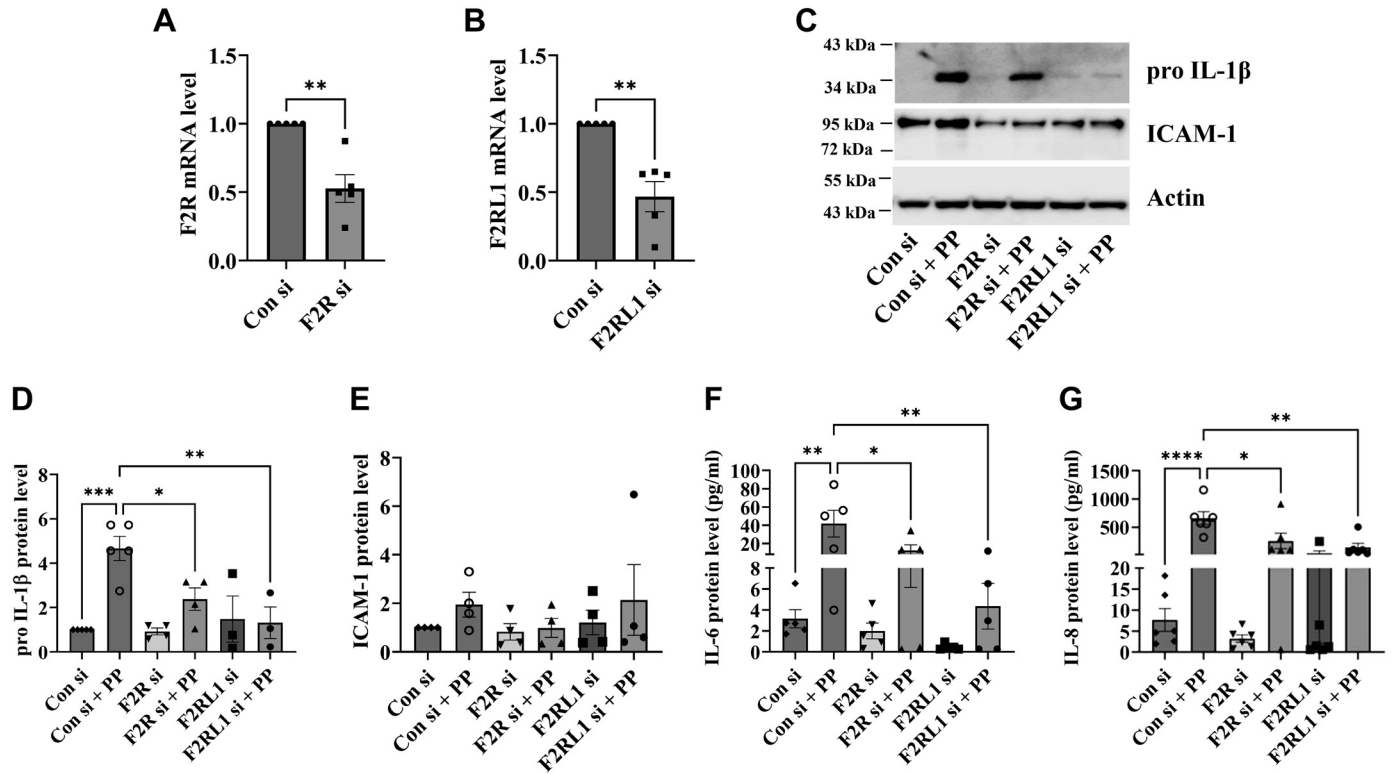 A
F2R mRNA level
1.5
1.0
0.5
0.0
**
Con si
F2R si
B
F2RL1 mRNA level
1.5
1.0
0.5
0.0
**
Con si
F2RL1 si
C
43 kDa
34 kDa
pro IL-1β
95 kDa
72 kDa
ICAM-1
55 kDa
43 kDa
Actin
Con si
Con si + PP
F2R si
F2R si + PP
F2RL1 si
F2RL1 si + PP
D
pro IL-1β protein level
8
6
4
2
0
***
*
**
Con si
Con si + PP
F2R si
F2R si + PP
F2RL1 si
F2RL1 si + PP
E
ICAM-1 protein level
8
6
4
2
0
Con si
Con si + PP
F2R si
F2R si + PP
F2RL1 si
F2RL1 si + PP
F
IL-6 protein level (pg/ml)
100
80
60
40
20
8
6
4
2
0
**
*
**
Con si
Con si + PP
F2R si
F2R si + PP
F2RL1 si
F2RL1 si + PP
G
IL-8 protein level (pg/ml)
1500
1000
500
20
15
10
5
0
****
*
**
Con si
Con si + PP
F2R si
F2R si + PP
F2RL1 si
F2RL1 si + PP